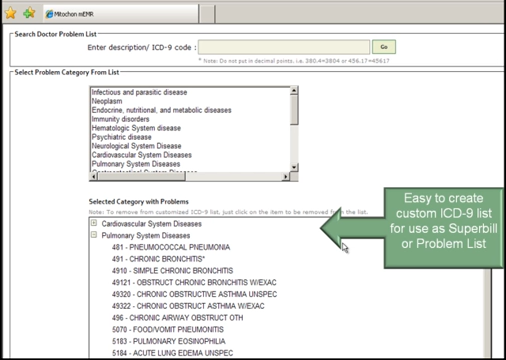 Mitochon mEMR
Search Doctor Problem List
Enter description/ ICD-9 code :
Go
* Note: Do not put in decimal points. i.e. 380.4=3804 or 456.17=45617
Select Problem Category From List
Infectious and parasitic disease
Neoplasm
Endocrine, nutritional, and metabolic diseases
Immunity disorders
Hematologic System disease
Psychiatric disease
Neurological System Disease
Cardiovascular System Diseases
Pulmonary System Diseases
Gastrointestinal System Diseases
Selected Category with Problems
Note: To remove from customized ICD-9 list, just click on the item to be removed from the list.
Cardiovascular System Diseases
Pulmonary System Diseases
481 - PNEUMOCOCCAL PNEUMONIA
491 - CHRONIC BRONCHITIS*
4910 - SIMPLE CHRONIC BRONCHITIS
49121 - OBSTRUCT CHRONIC BRONCHITIS W/EXAC
49320 - CHRONIC OBSTRUCTIVE ASTHMA UNSPEC
49322 - CHRONIC OBSTRUCT ASTHMA W/EXAC
496 - CHRONIC AIRWAY OBSTRUCT OTH
5070 - FOOD/VOMIT PNEUMONITIS
5183 - PULMONARY EOSINOPHILIA
5184 - ACUTE LUNG EDEMA UNSPEC
Easy to create
custom ICD-9 list
for use as Superbill
or Problem List